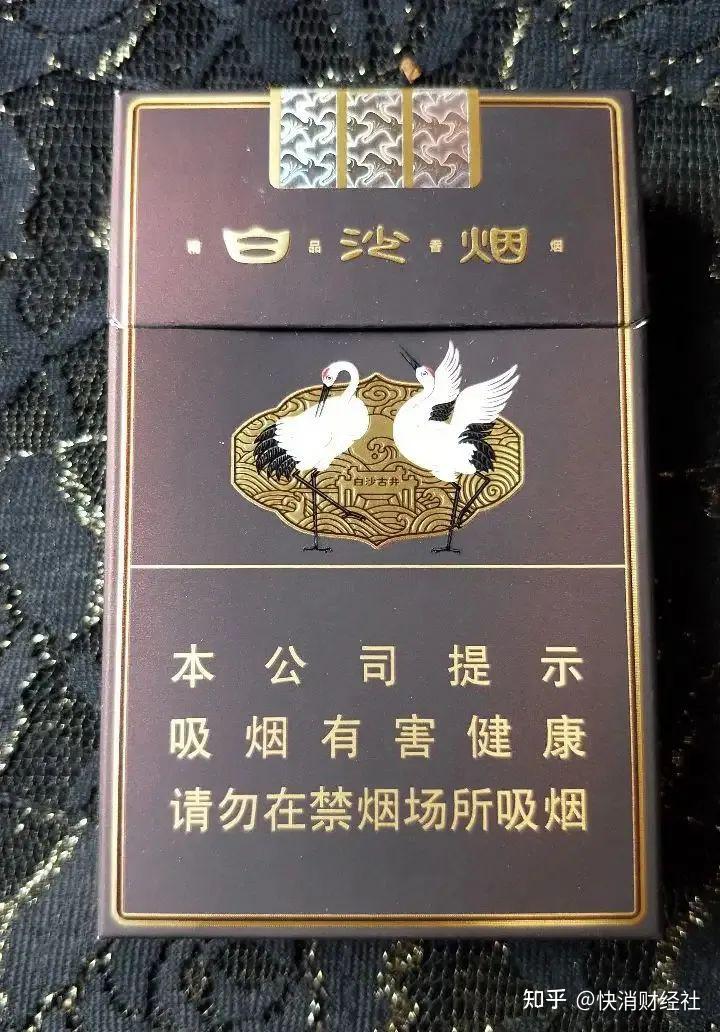 精白品沙香烟烟
白沙古井
本公司提示
吸烟有害健康
请勿在禁烟场所吸烟
知乎 @快消财经社